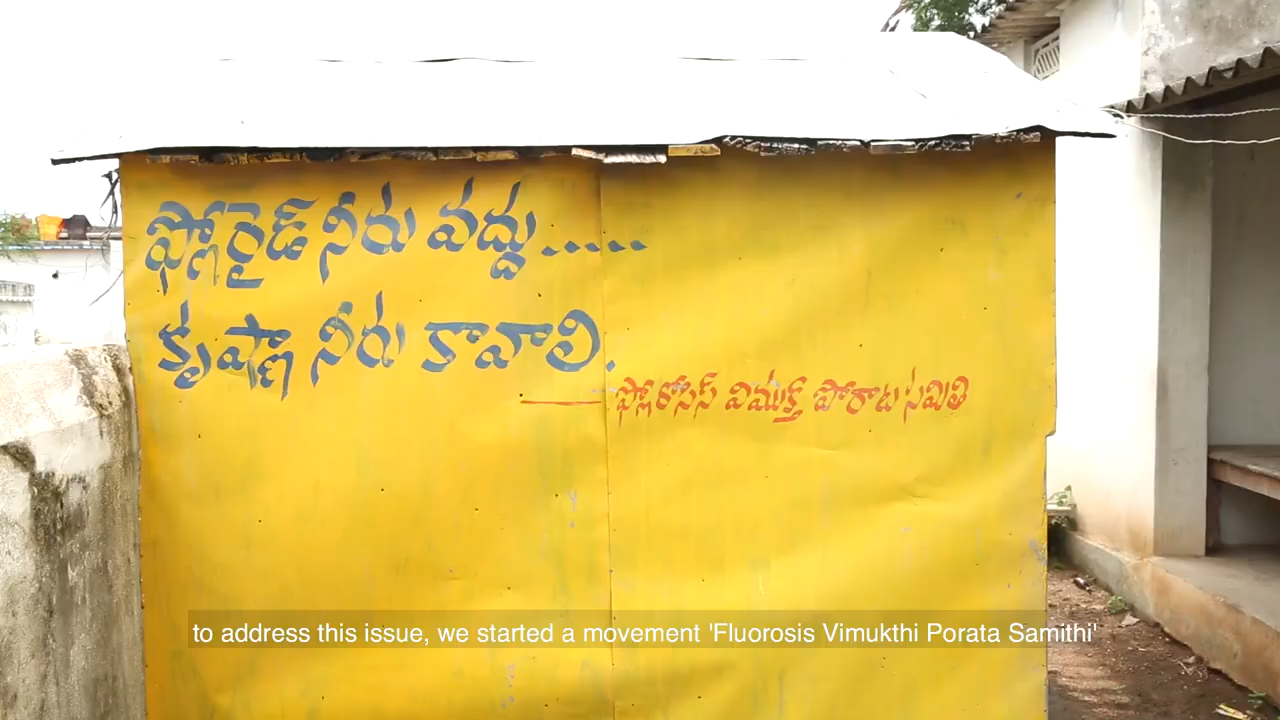 ఫ్లోరైడ్ నీరు వద్దు.....
కృష్ణా నీరు కావాలి.
ఫ్లోరోసిస్ విముక్తి పోరాట సమితి
to address this issue, we started a movement 'Fluorosis Vimukthi Porata Samithi'